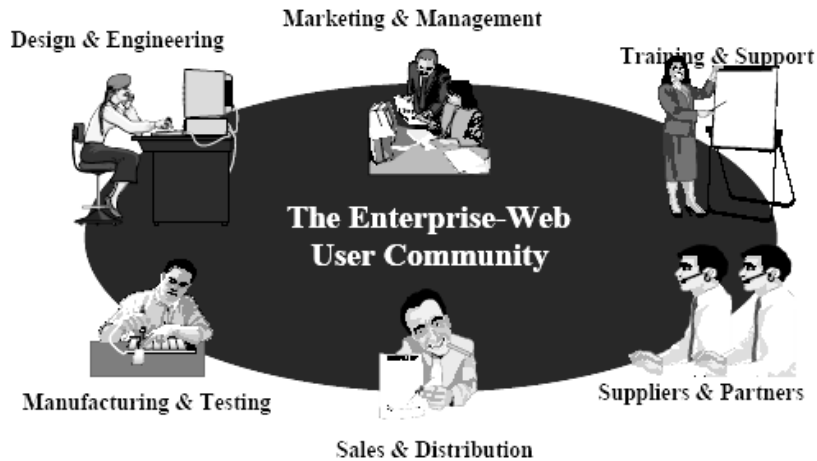 Marketing & Management
Design & Engineering
Training & Support
The Enterprise-Web
User Community
Manufacturing & Testing
Suppliers & Partners
Sales & Distribution